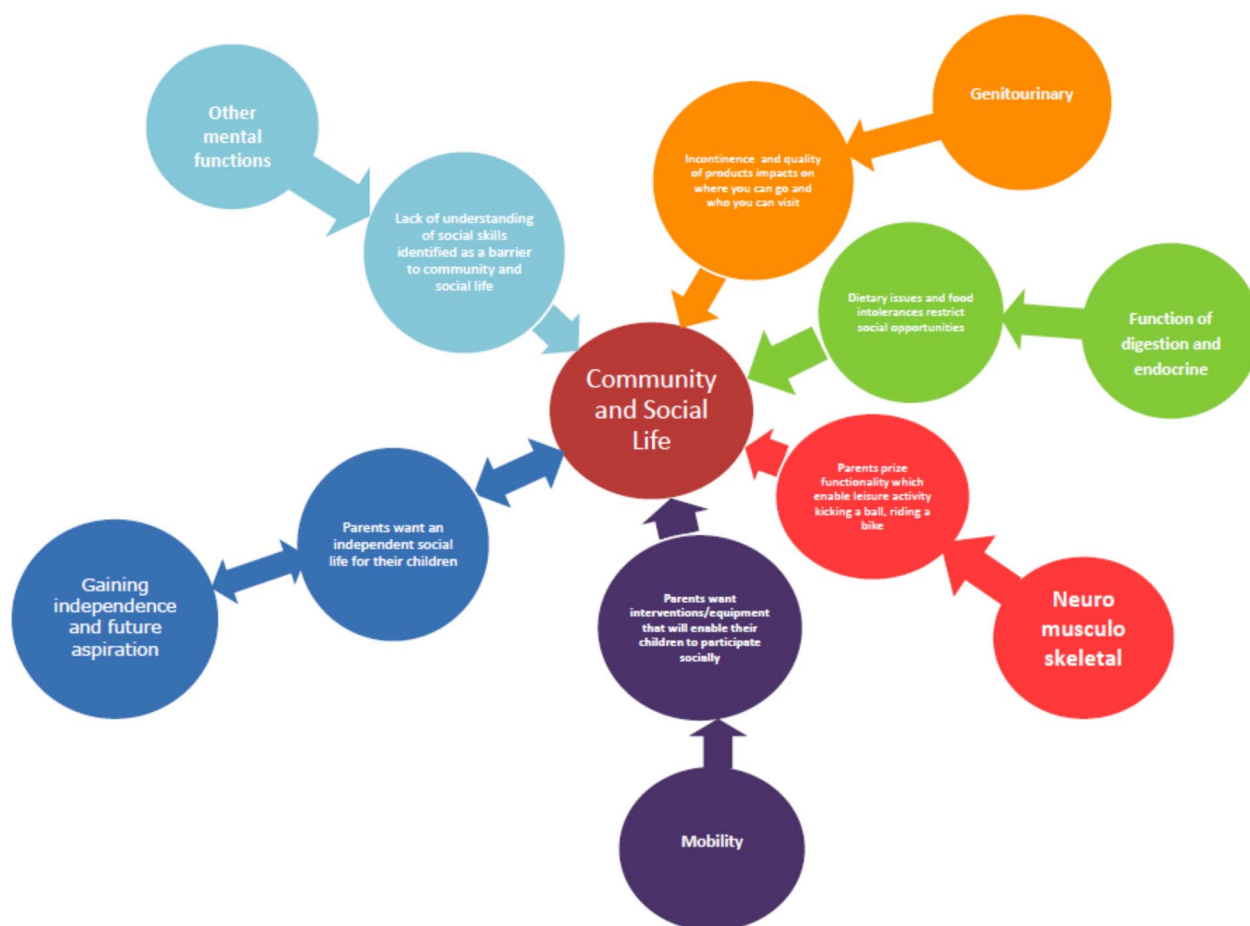 Other
mental
functions
Lack of understanding
of social skills
identified as a barrier
to community and
social life
Genitourinary
Incontinence and quality
of products impacts on
where you can go and
who you can visit
Dietary issues and food
intolerances restrict
social opportunities
Function of
digestion and
endocrine
Community
and Social
Life
Parents prize
functionality which
enable leisure activity
kicking a ball, riding a
bike
Neuro
musculo
skeletal
Parents want an
independent social
life for their children
Gaining
independence
and future
aspiration
Parents want
interventions/equipment
that will enable their
children to participate
socially
Mobility